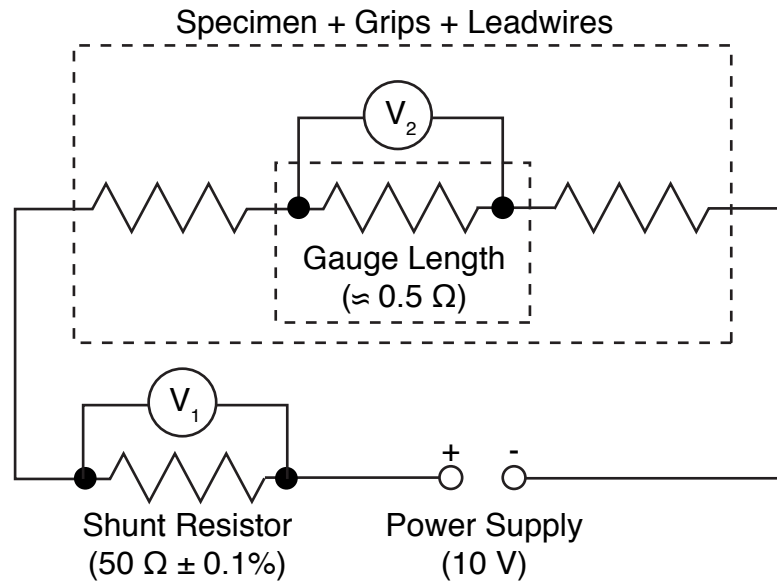 Specimen + Grips + Leadwires
V₂
Gauge Length
(≈ 0.5 Ω)
V₁
+ -
Shunt Resistor
(50 Ω ± 0.1%)
Power Supply
(10 V)